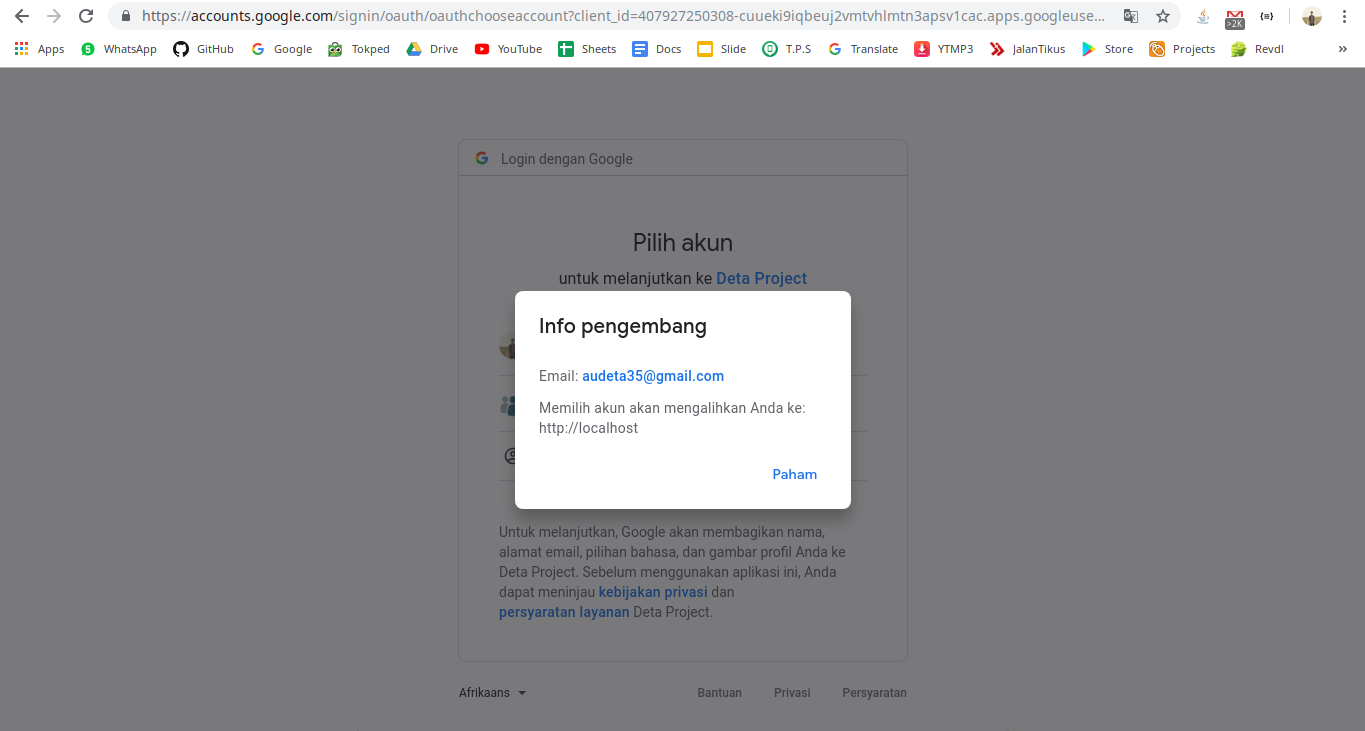 https://accounts.google.com/signin/oauth/oauthchooseaccount?client_id=407927250308-cuueki9iqbeuj2vmtvhlmtn3apsv1cac.apps.googleuse...
>2K
Apps WhatsApp GitHub Google Tokped Drive YouTube Sheets Docs Slide T.P.S Translate YTMP3 JalanTikus Store Projects Revdl »
Login dengan Google
Pilih akun
untuk melanjutkan ke Deta Project
Info pengembang
Email: audeta35@gmail.com
Memilih akun akan mengalihkan Anda ke:
http://localhost
Paham
Untuk melanjutkan, Google akan membagikan nama,
alamat email, pilihan bahasa, dan gambar profil Anda ke
Deta Project. Sebelum menggunakan aplikasi ini, Anda
dapat meninjau kebijakan privasi dan
persyaratan layanan Deta Project.
Afrikaans Bantuan Privasi Persyaratan